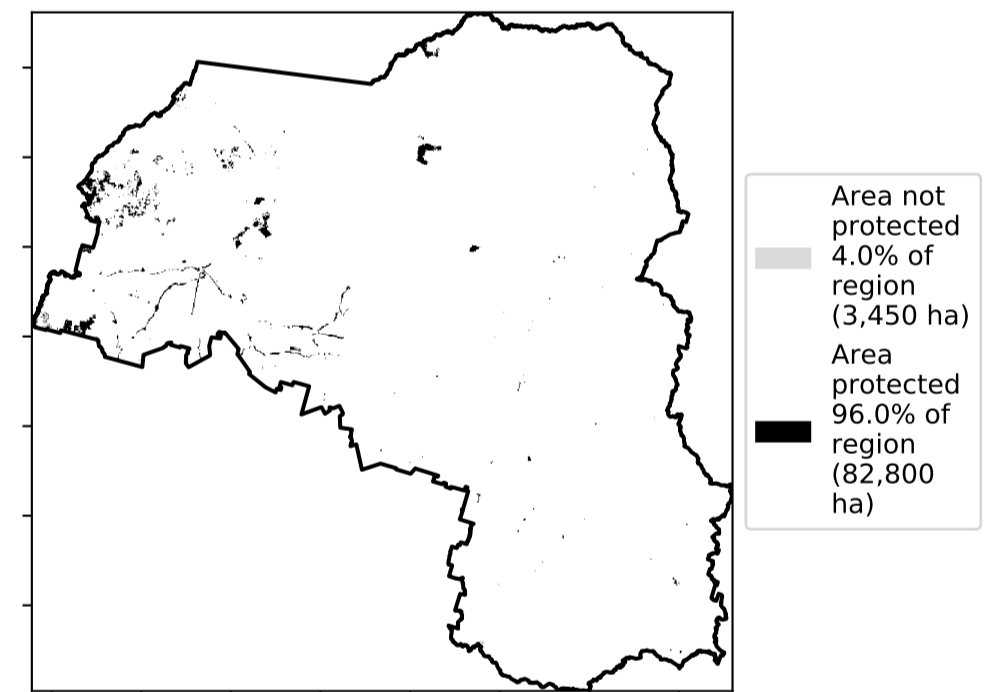 Area not
protected
4.0% of
region
(3,450 ha)
Area
protected
96.0% of
region
(82,800
ha)